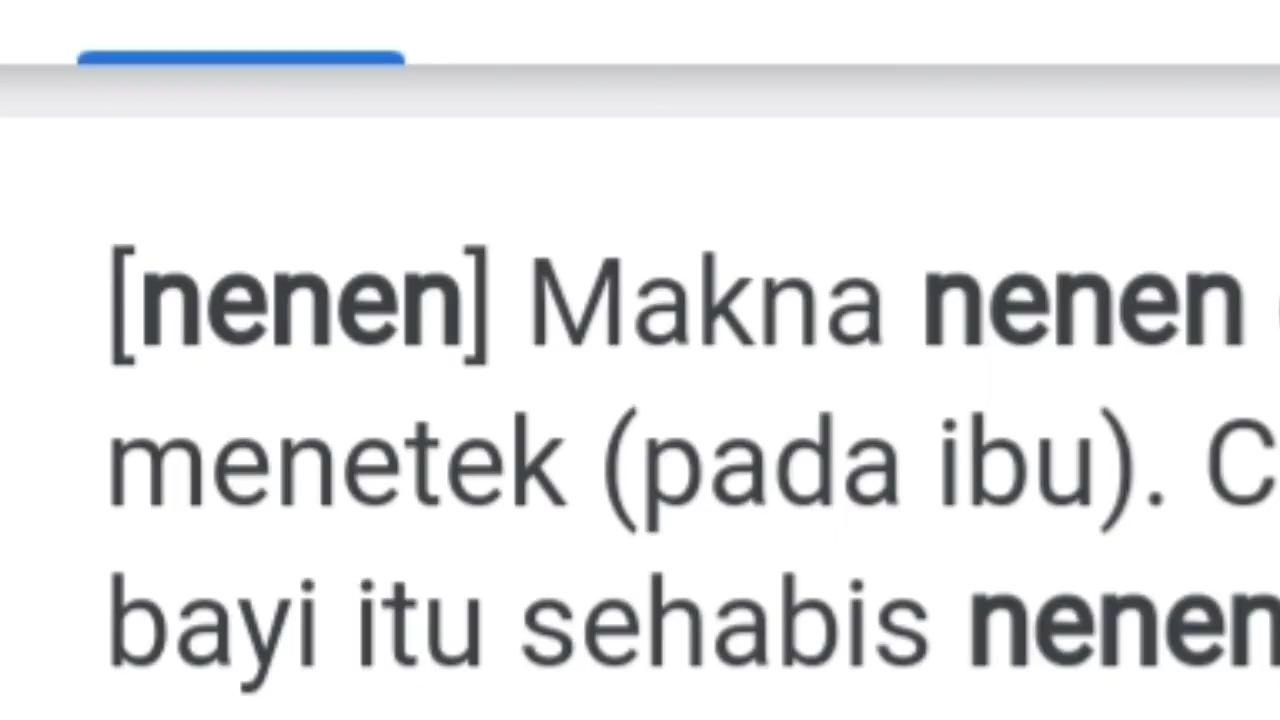 [nenen] Makna nenen
menetek (pada ibu). C
bayi itu sehabis nenen